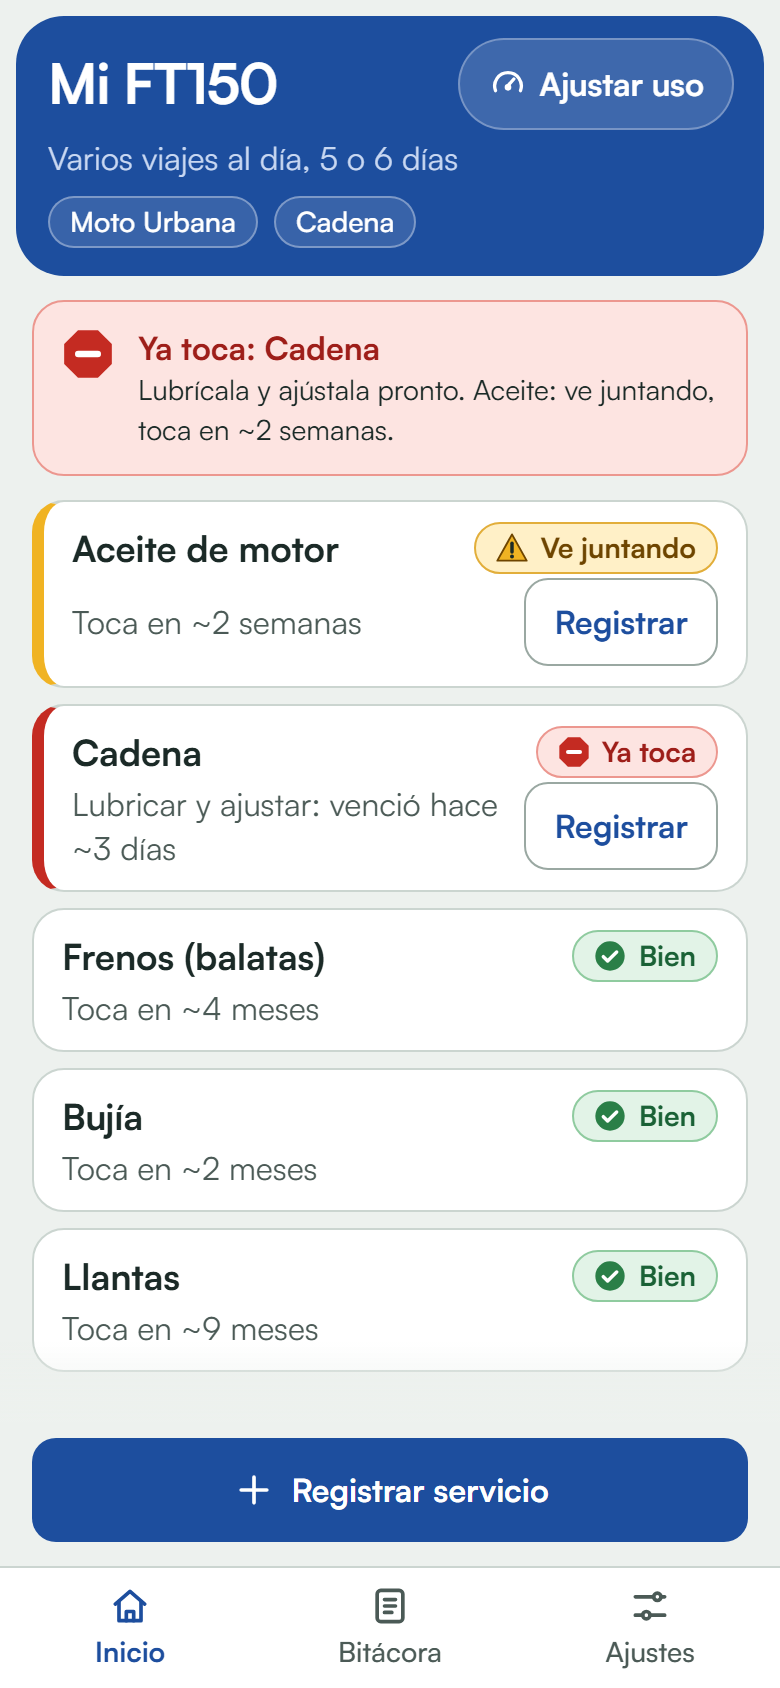 Mi FT150
Ajustar uso
Varios viajes al día, 5 o 6 días
Moto Urbana
Cadena
Ya toca: Cadena
Lubrícala y ajústala pronto. Aceite: ve juntando,
toca en ~2 semanas.
Aceite de motor
Ve juntando
Toca en ~2 semanas
Registrar
Cadena
Ya toca
Lubricar y ajustar: venció hace
~3 días
Registrar
Frenos (balatas)
Bien
Toca en ~4 meses
Bujía
Bien
Toca en ~2 meses
Llantas
Bien
Toca en ~9 meses
Registrar servicio
Inicio
Bitácora
Ajustes